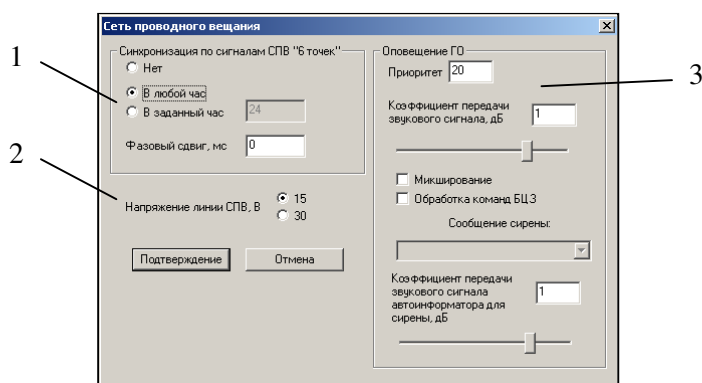 Сеть проводного вещания
1
Синхронизация по сигналам СПВ "6 точек"
Нет
В любой час
В заданный час
24
Фазовый сдвиг, мс
0
2
Напряжение линии СПВ, В
15
30
Подтверждение
Отмена
Оповещение ГО
Приоритет
20
3
Коэффициент передачи
звукового сигнала, дБ
1
Микширование
Обработка команд БЦЗ
Сообщение сирены:
Коэффициент передачи
звукового сигнала
автоинформатора для
сирены, дБ
1